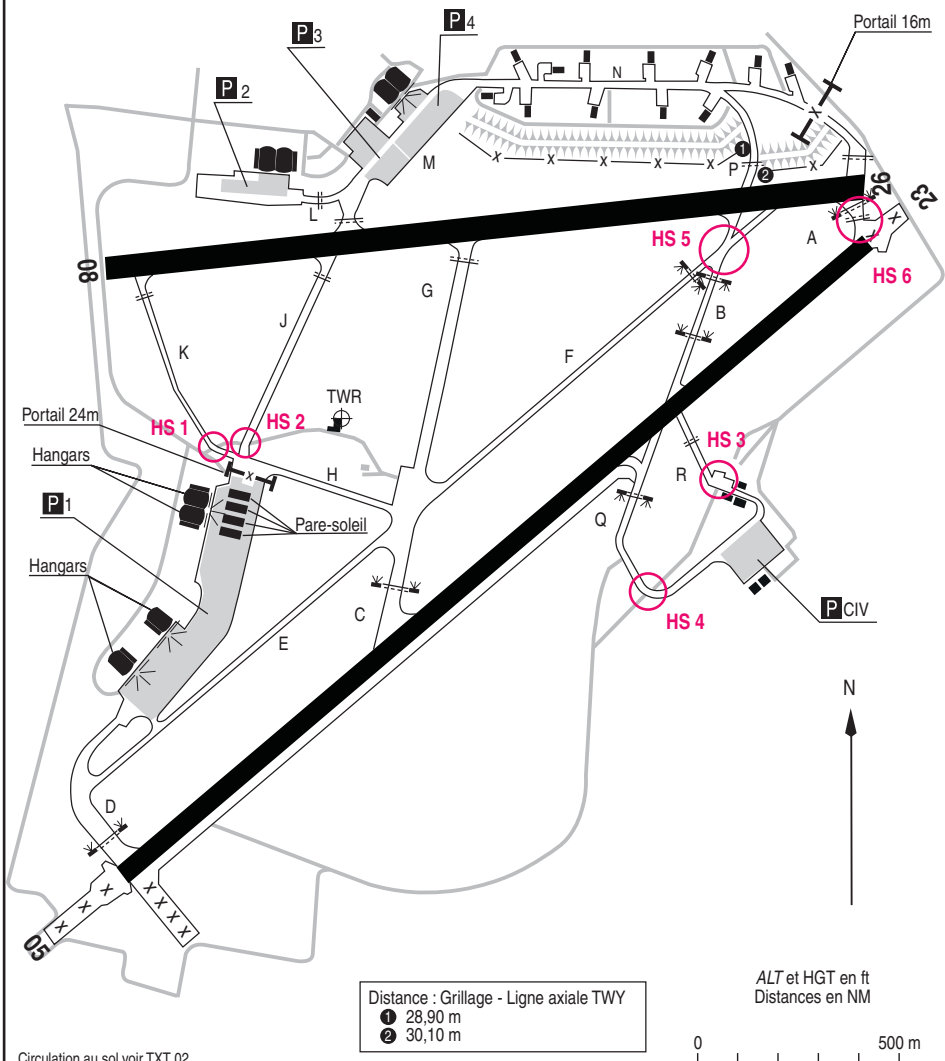 Portail 16m
P 4
P 3
P 2
N
M
1
P
2
L
26
23
HS 5
A
HS 6
08
G
J
B
K
F
TWR
Portail 24m
HS 1
HS 2
HS 3
Hangars
H
R
P 1
Pare-soleil
Q
Hangars
C
HS 4
P CIV
E
N
D
05
ALT et HGT en ft
Distances en NM
Distance : Grillage - Ligne axiale TWY
1 28,90 m
2 30,10 m
0 500 m
Circulation au sol voir TXT 02